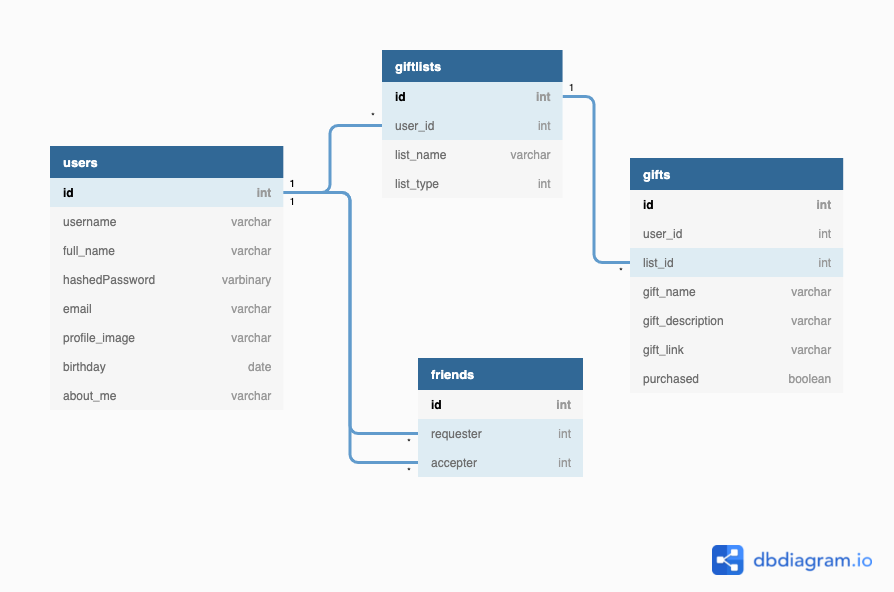 users
id int
username varchar
full_name varchar
hashedPassword varbinary
email varchar
profile_image varchar
birthday date
about_me varchar
1
1
giftlists
id int
user_id int
list_name varchar
list_type int
*
1
friends
id int
requester int
accepter int
*
*
gifts
id int
user_id int
list_id int
gift_name varchar
gift_description varchar
gift_link varchar
purchased boolean
*
dbdiagram.io